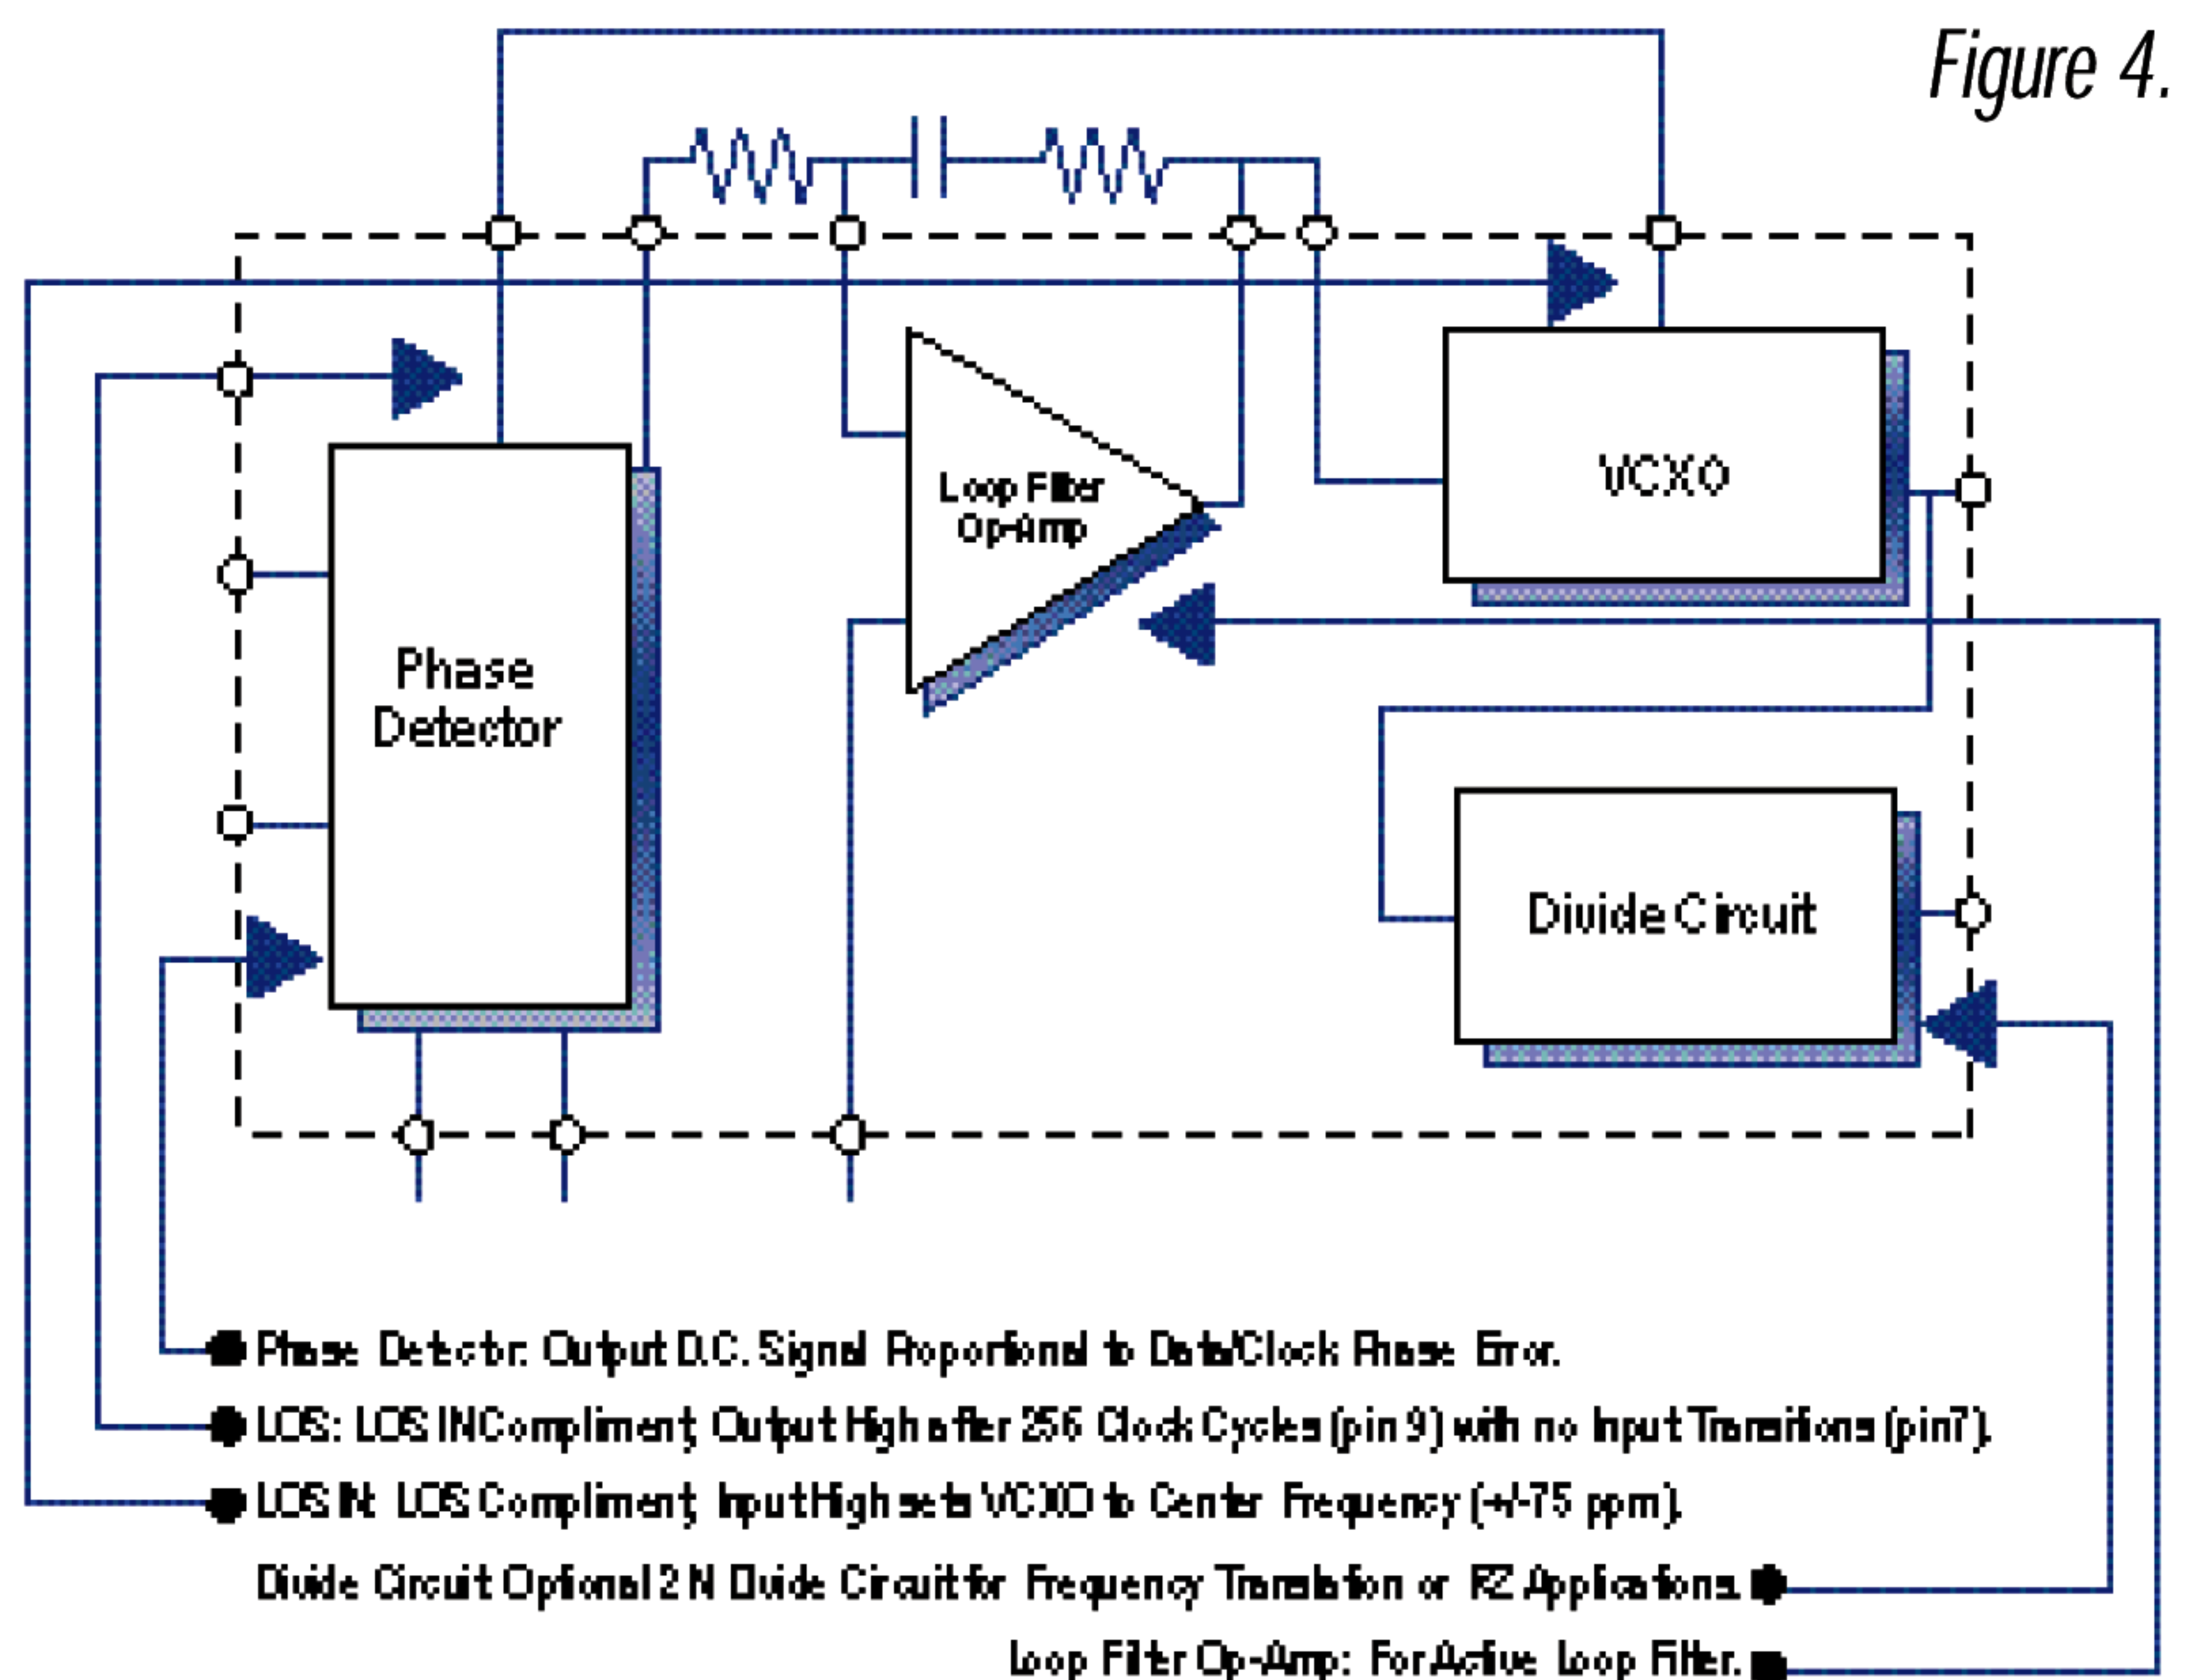 Figure 4.
Loop Filter
Op-Amp
VCXO
Phase
Detector
Divide Circuit
Phase Detector: Output D.C. Signal Proportional to Data/Clock Phase Error.
LOS: LOS IN Compliment, Output High after 256 Clock Cycles (pin 9) with no Input Transitions (pin7).
LOS IN: LOS Compliment, Input High sets VCXO to Center Frequency (+/-75 ppm).
Divide Circuit Optional 2 N Divide Circuit for Frequency Translation or RZ Applications.
Loop Filter Op-Amp: For Active Loop Filter.